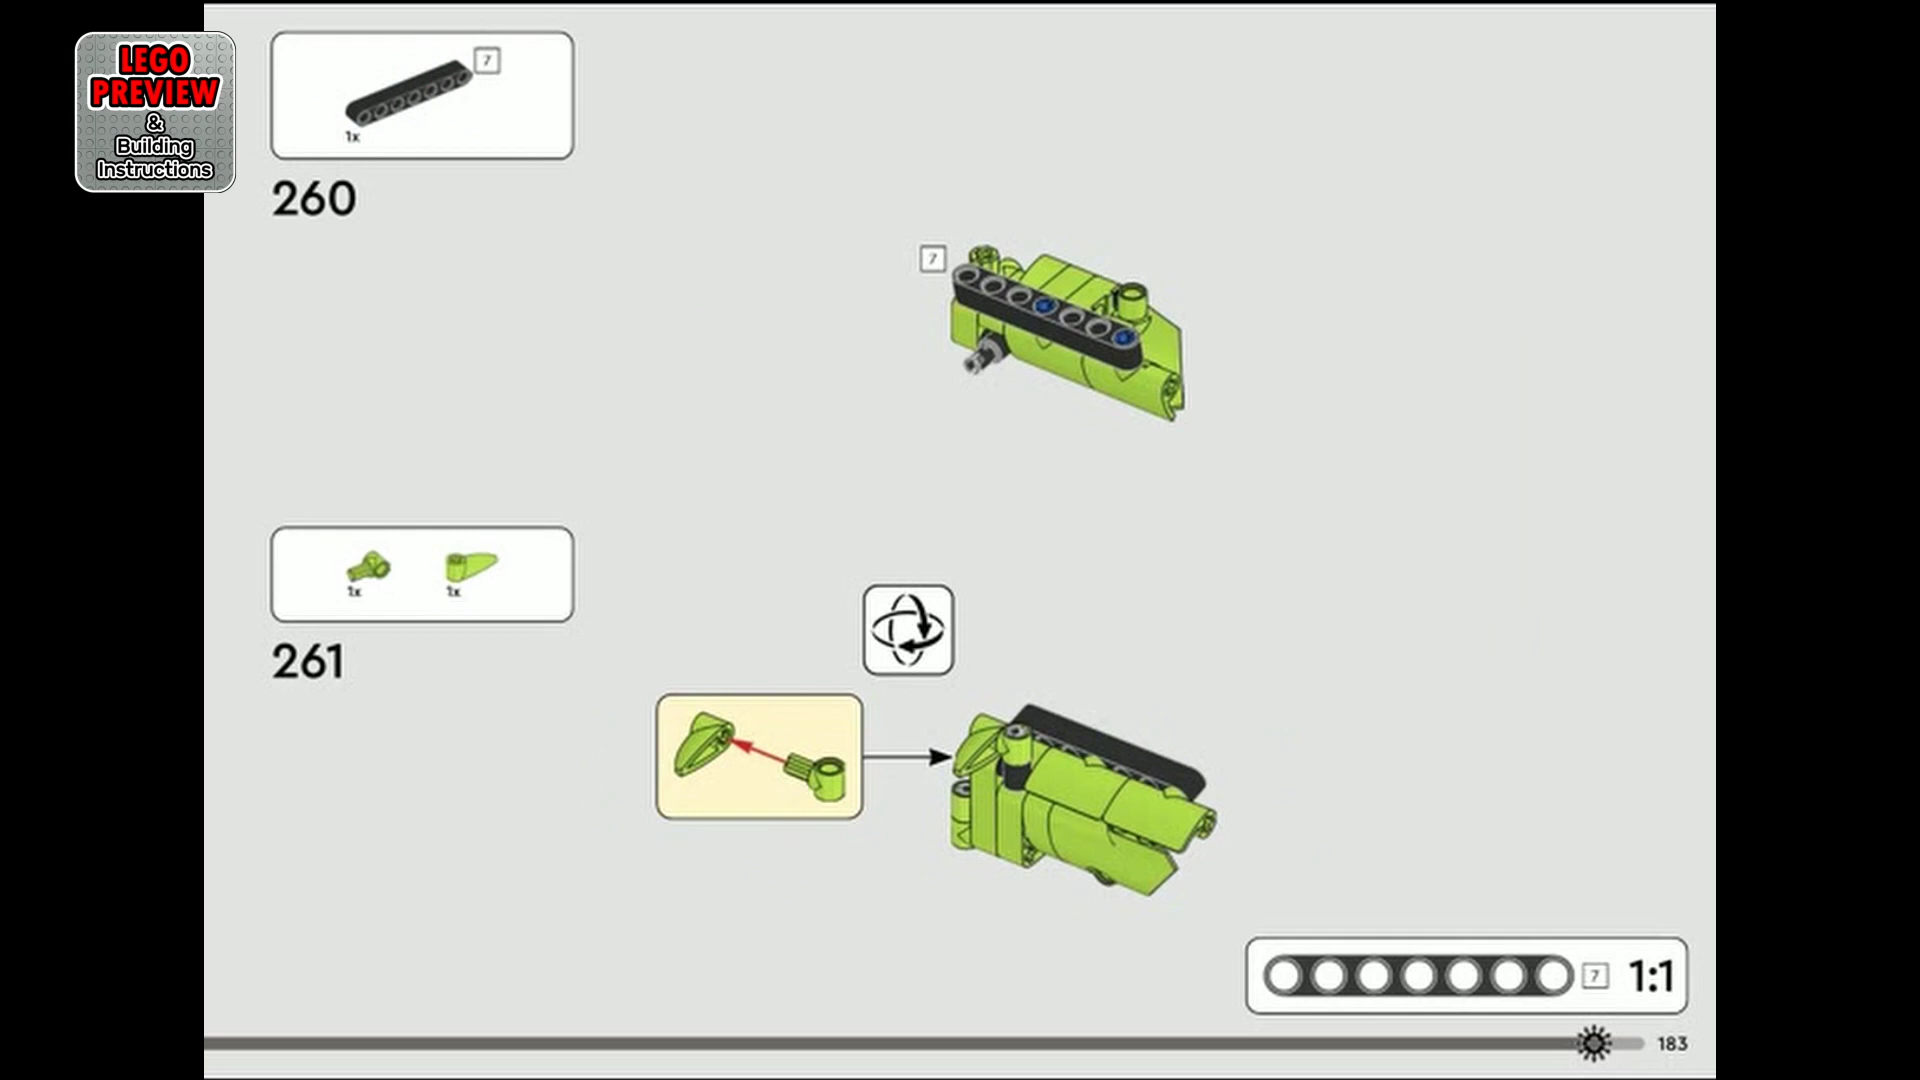 LEGO
PREVIEW
&
Building
Instructions
7
1x
260
7
1x
1x
261
7
1:1
183